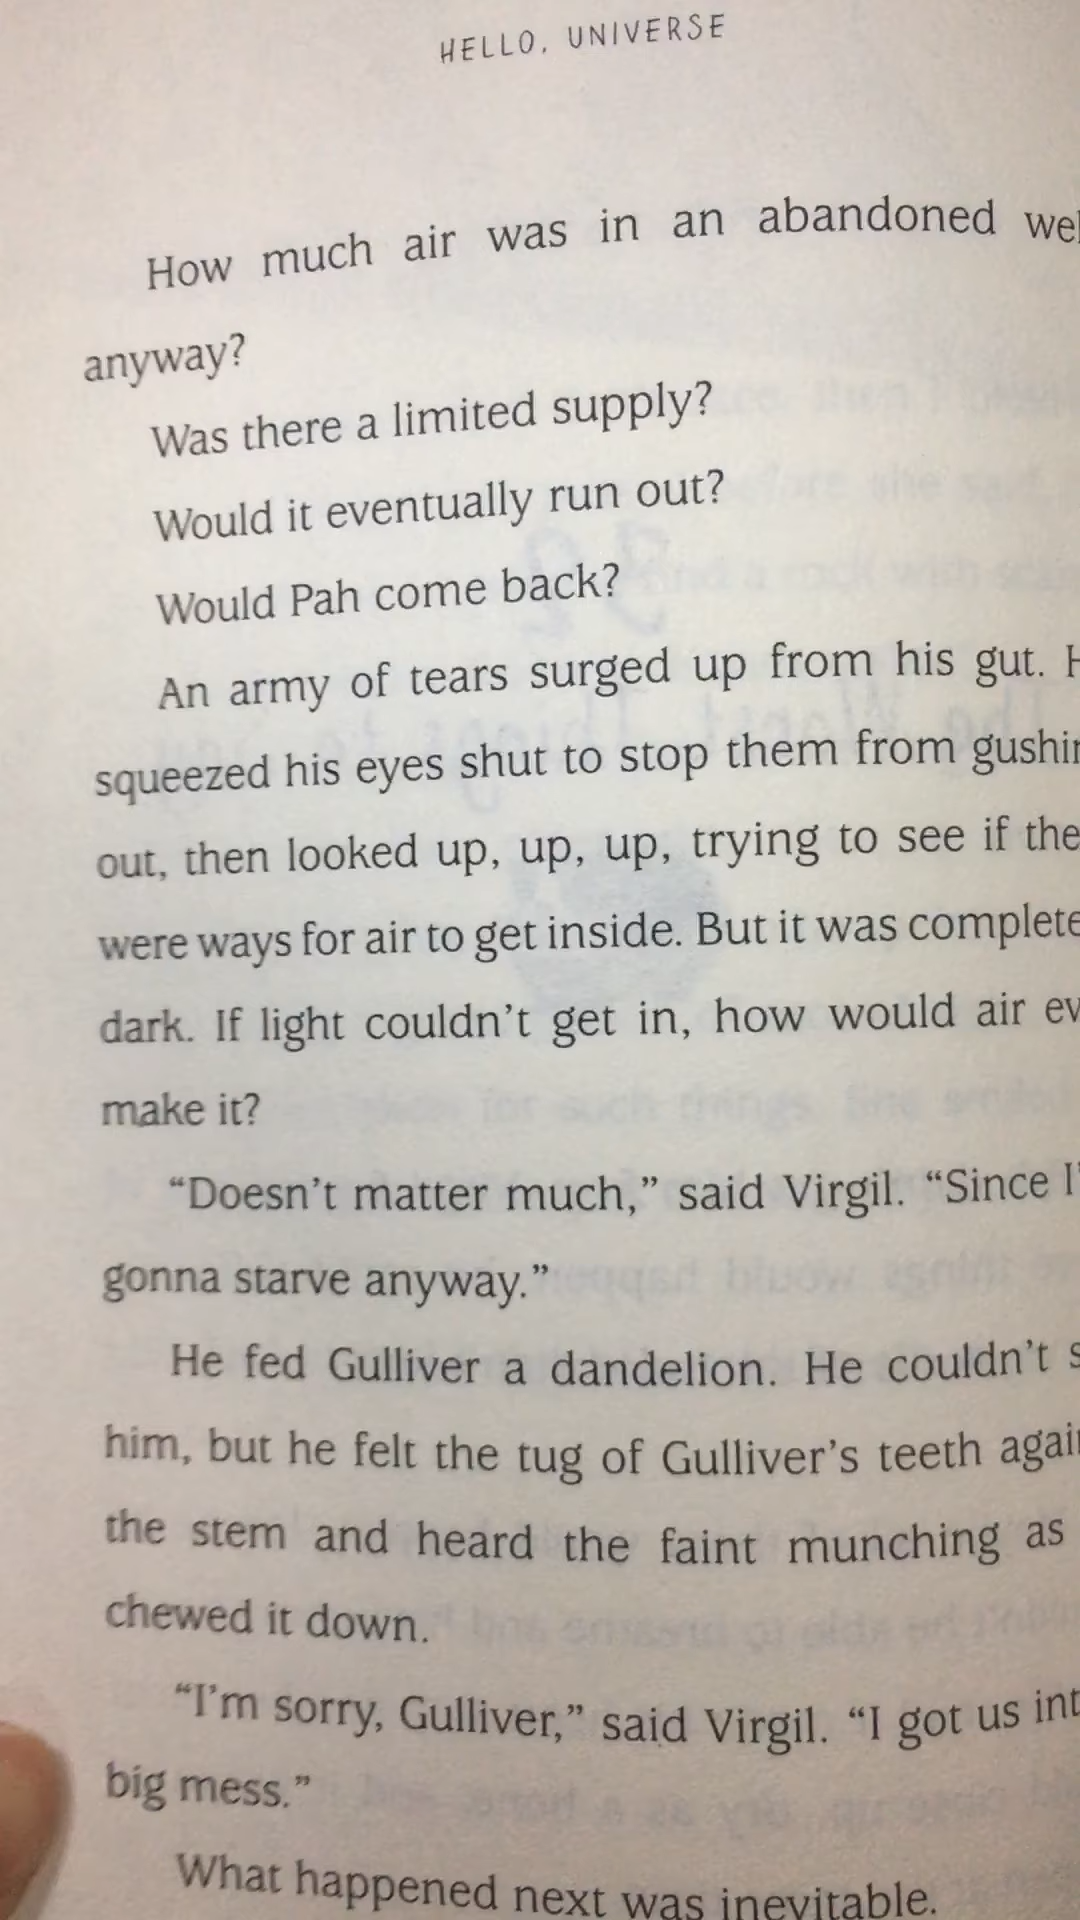 HELLO, UNIVERSE
How much air was in an abandoned
anyway?
Was there a limited supply?
Would it eventually run out?
Would Pah come back?
An army of tears surged up from his gut.
squeezed his eyes shut to stop them from
out, then looked up, up, up, trying to see if
were ways for air to get inside. But it was
dark. If light couldn't get in, how would air
make it?
“Doesn't matter much,” said Virgil. “Since
gonna starve anyway.”
He fed Gulliver a dandelion. He couldn't
him, but he felt the tug of Gulliver's teeth
the stem and heard the faint munching as
chewed it down.
“I'm sorry, Gulliver,” said Virgil. “I got us
big mess.”
What happened next was inevitable.